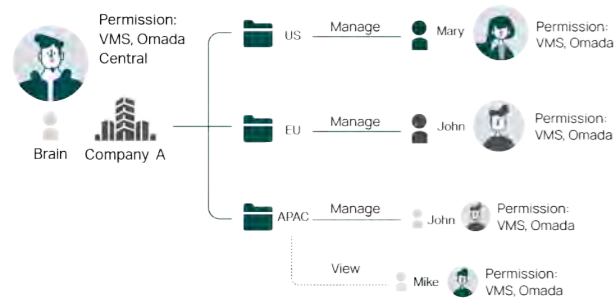 Permission:
VMS, Omada
Central
Brain
Company A
US
Manage
Mary
Permission:
VMS, Omada
EU
Manage
John
Permission:
VMS, Omada
APAC
Manage
John
Permission:
VMS, Omada
View
Mike
Permission:
VMS, Omada